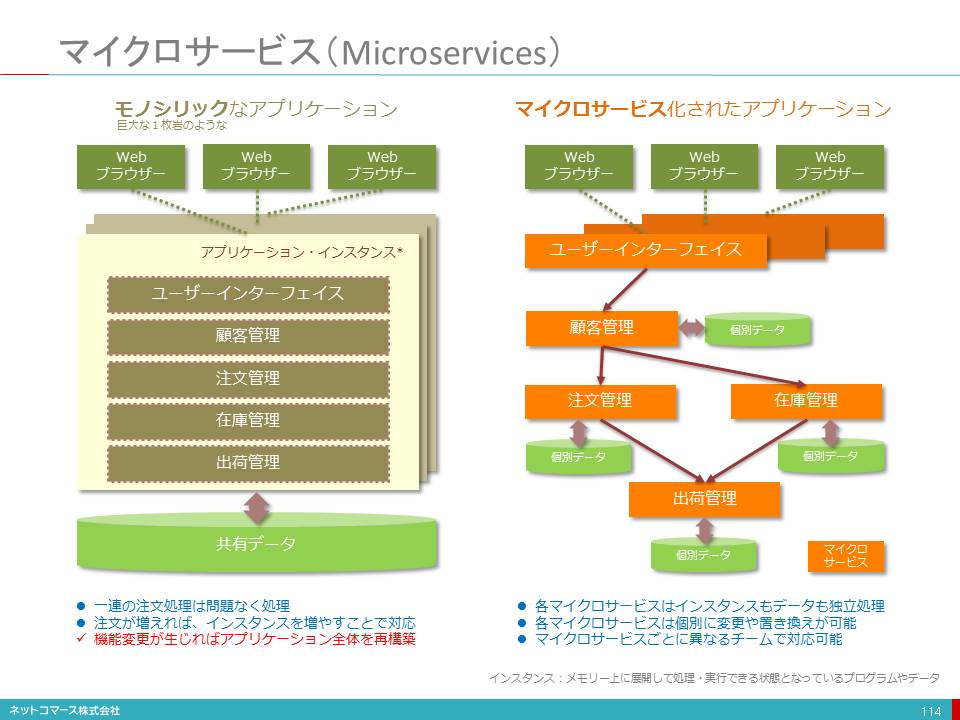 マイクロサービス（Microservices）
モノシリックなアプリケーション
巨大な１枚岩のような
Web
ブラウザー
Web
ブラウザー
Web
ブラウザー
アプリケーション・インスタンス*
ユーザーインターフェイス
顧客管理
注文管理
在庫管理
出荷管理
共有データ
● 一連の注文処理は問題なく処理
● 注文が増えれば、インスタンスを増やすことで対応
✓ 機能変更が生じればアプリケーション全体を再構築
マイクロサービス化されたアプリケーション
Web
ブラウザー
Web
ブラウザー
Web
ブラウザー
ユーザーインターフェイス
顧客管理
個別データ
注文管理
在庫管理
個別データ
個別データ
出荷管理
個別データ
マイクロ
サービス
● 各マイクロサービスはインスタンスもデータも独立処理
● 各マイクロサービスは個別に変更や置き換えが可能
● マイクロサービスごとに異なるチームで対応可能
インスタンス：メモリー上に展開して処理・実行できる状態となっているプログラムやデータ
ネットコマース株式会社
114